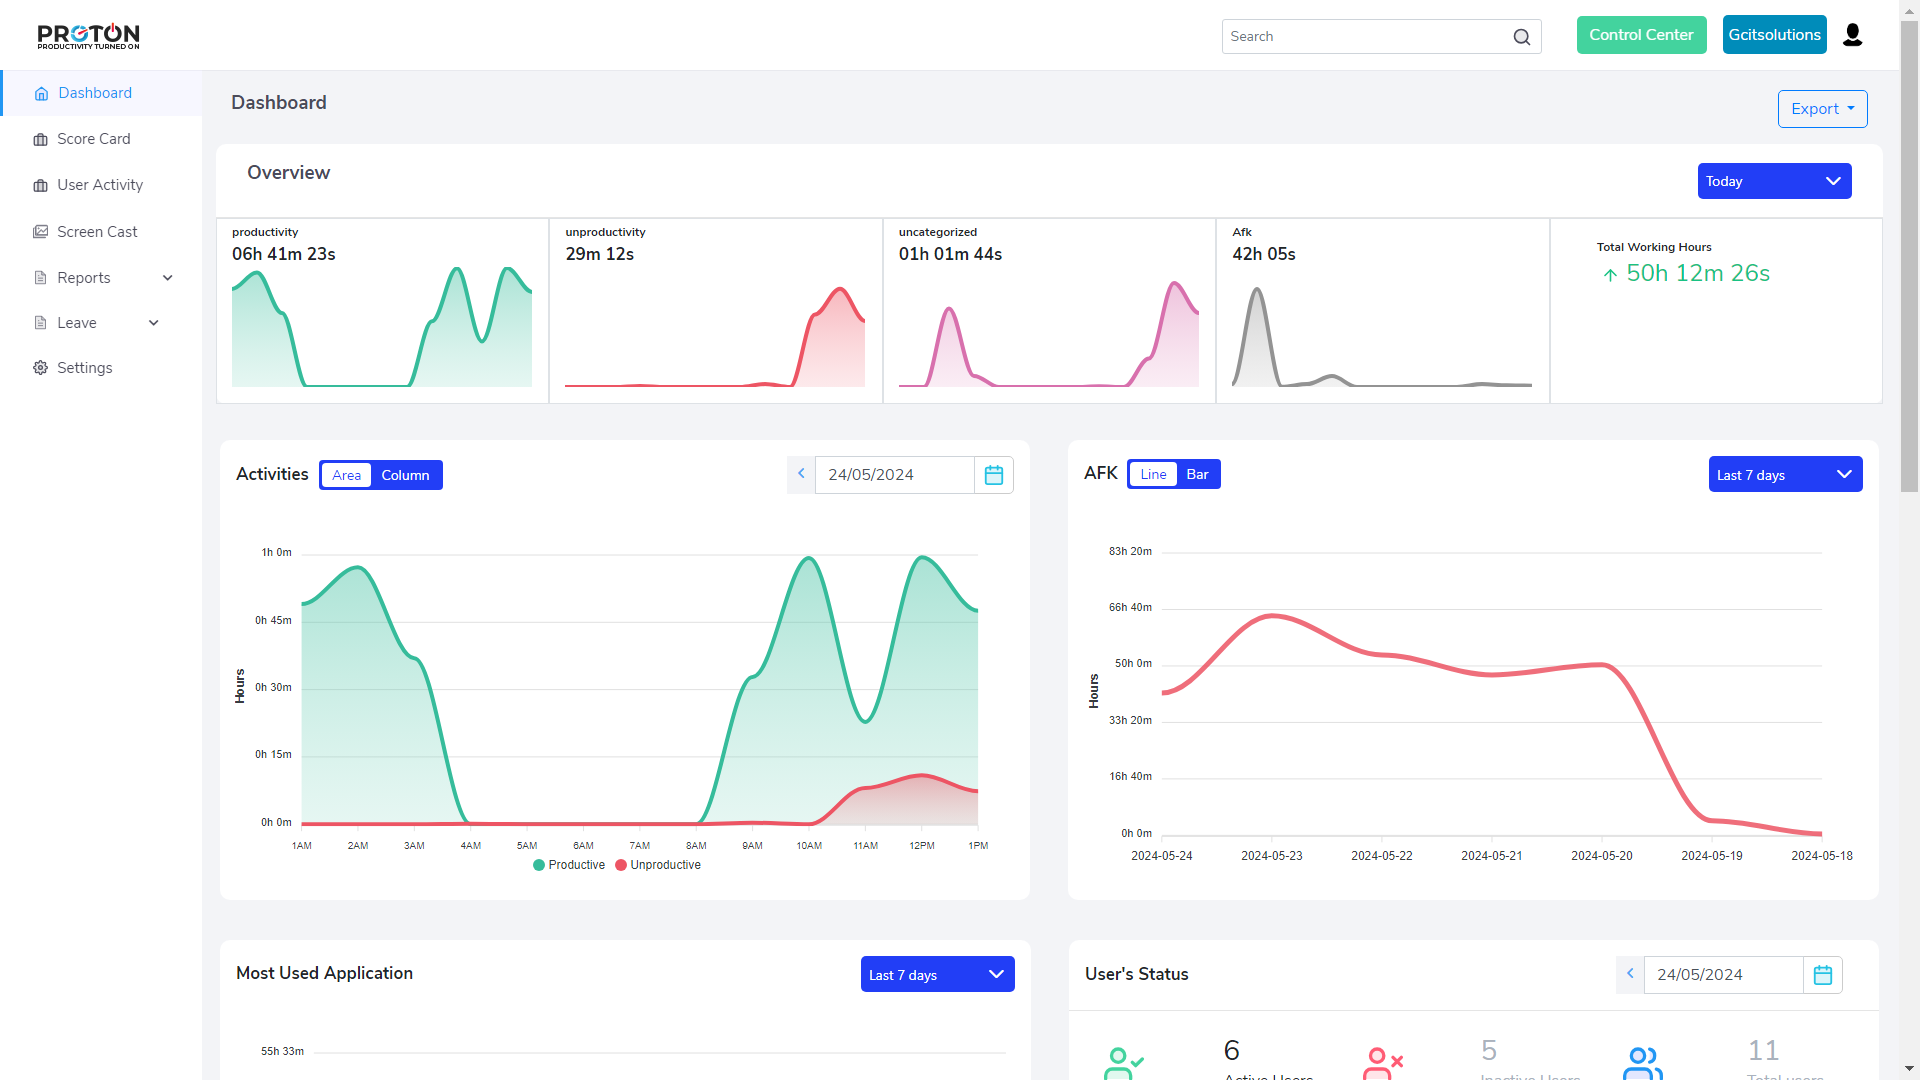 PROTON
PRODUCTIVITY TURNED ON
Search
Control Center
Gcitsolutions
Dashboard
Score Card
User Activity
Screen Cast
Reports
Leave
Settings
Dashboard
Export
Overview
Today
productivity
06h 41m 23s
unproductivity
29m 12s
uncategorized
01h 01m 44s
Afk
42h 05s
Total Working Hours
50h 12m 26s
Activities
Area
Column
24/05/2024
1h 0m
0h 45m
0h 30m
0h 15m
0h 0m
Hours
1AM
2AM
3AM
4AM
5AM
6AM
7AM
8AM
9AM
10AM
11AM
12PM
1PM
Productive
Unproductive
AFK
Line
Bar
Last 7 days
83h 20m
66h 40m
50h 0m
33h 20m
16h 40m
0h 0m
Hours
2024-05-24
2024-05-23
2024-05-22
2024-05-21
2024-05-20
2024-05-19
2024-05-18
Most Used Application
Last 7 days
55h 33m
User's Status
24/05/2024
6
Active Users
5
Inactive Users
11
Total users